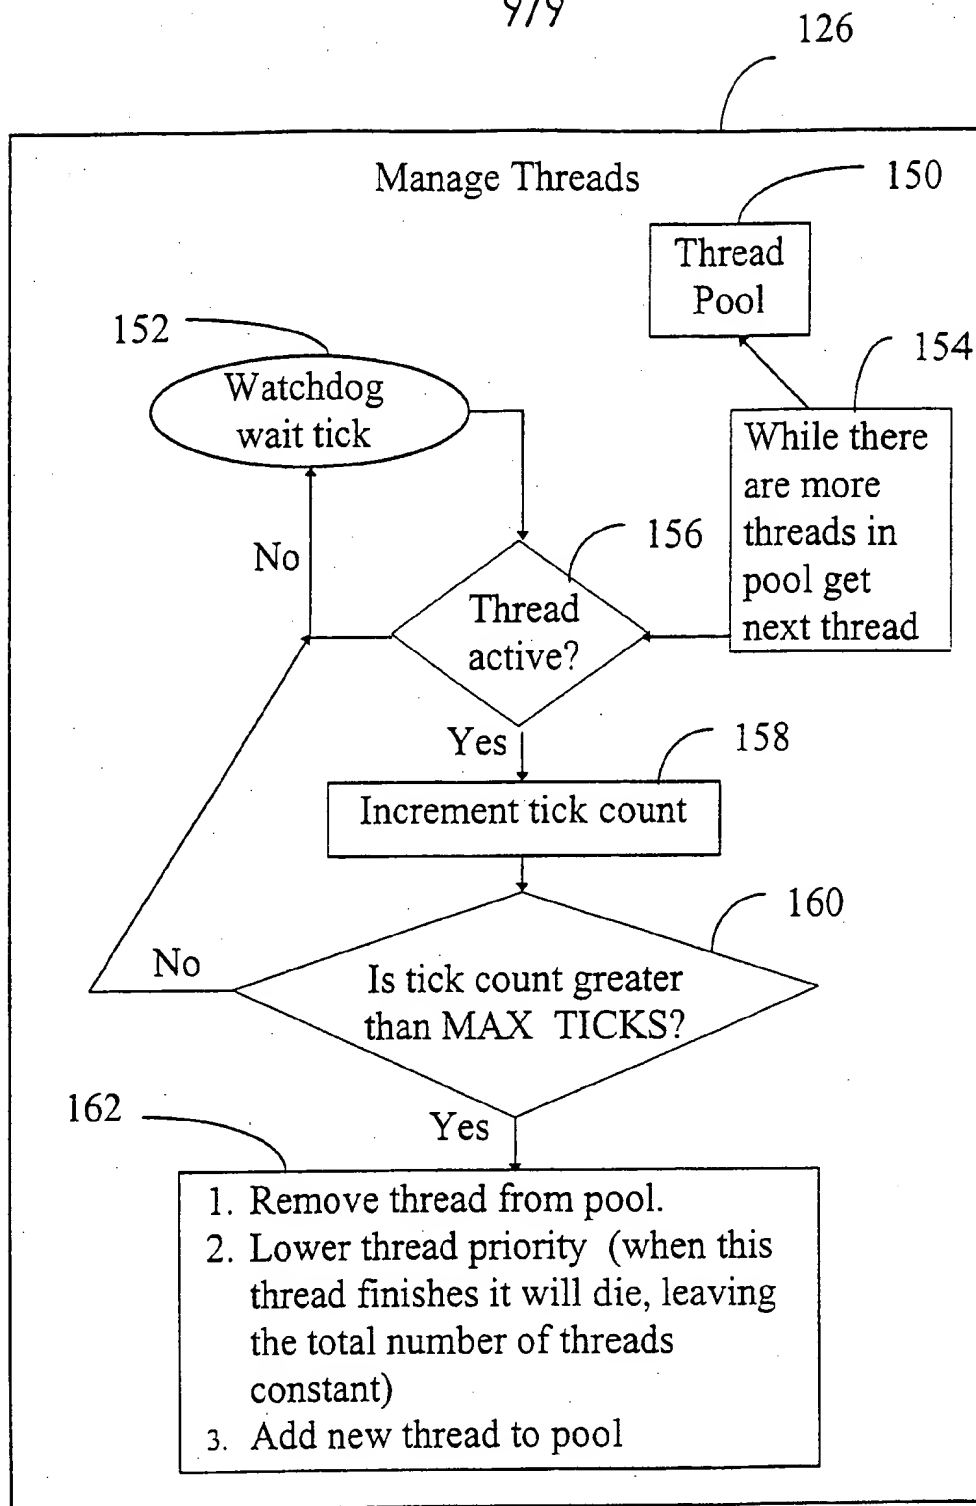 9/9
126
Manage Threads
150
Thread
Pool
152
154
Watchdog
wait tick
While there
are more
threads in
pool get
next thread
No
156
Thread
active?
Yes
158
Increment tick count
160
No
Is tick count greater
than MAX TICKS?
162
Yes
1. Remove thread from pool.
2. Lower thread priority (when this
thread finishes it will die, leaving
the total number of threads
constant)
3. Add new thread to pool